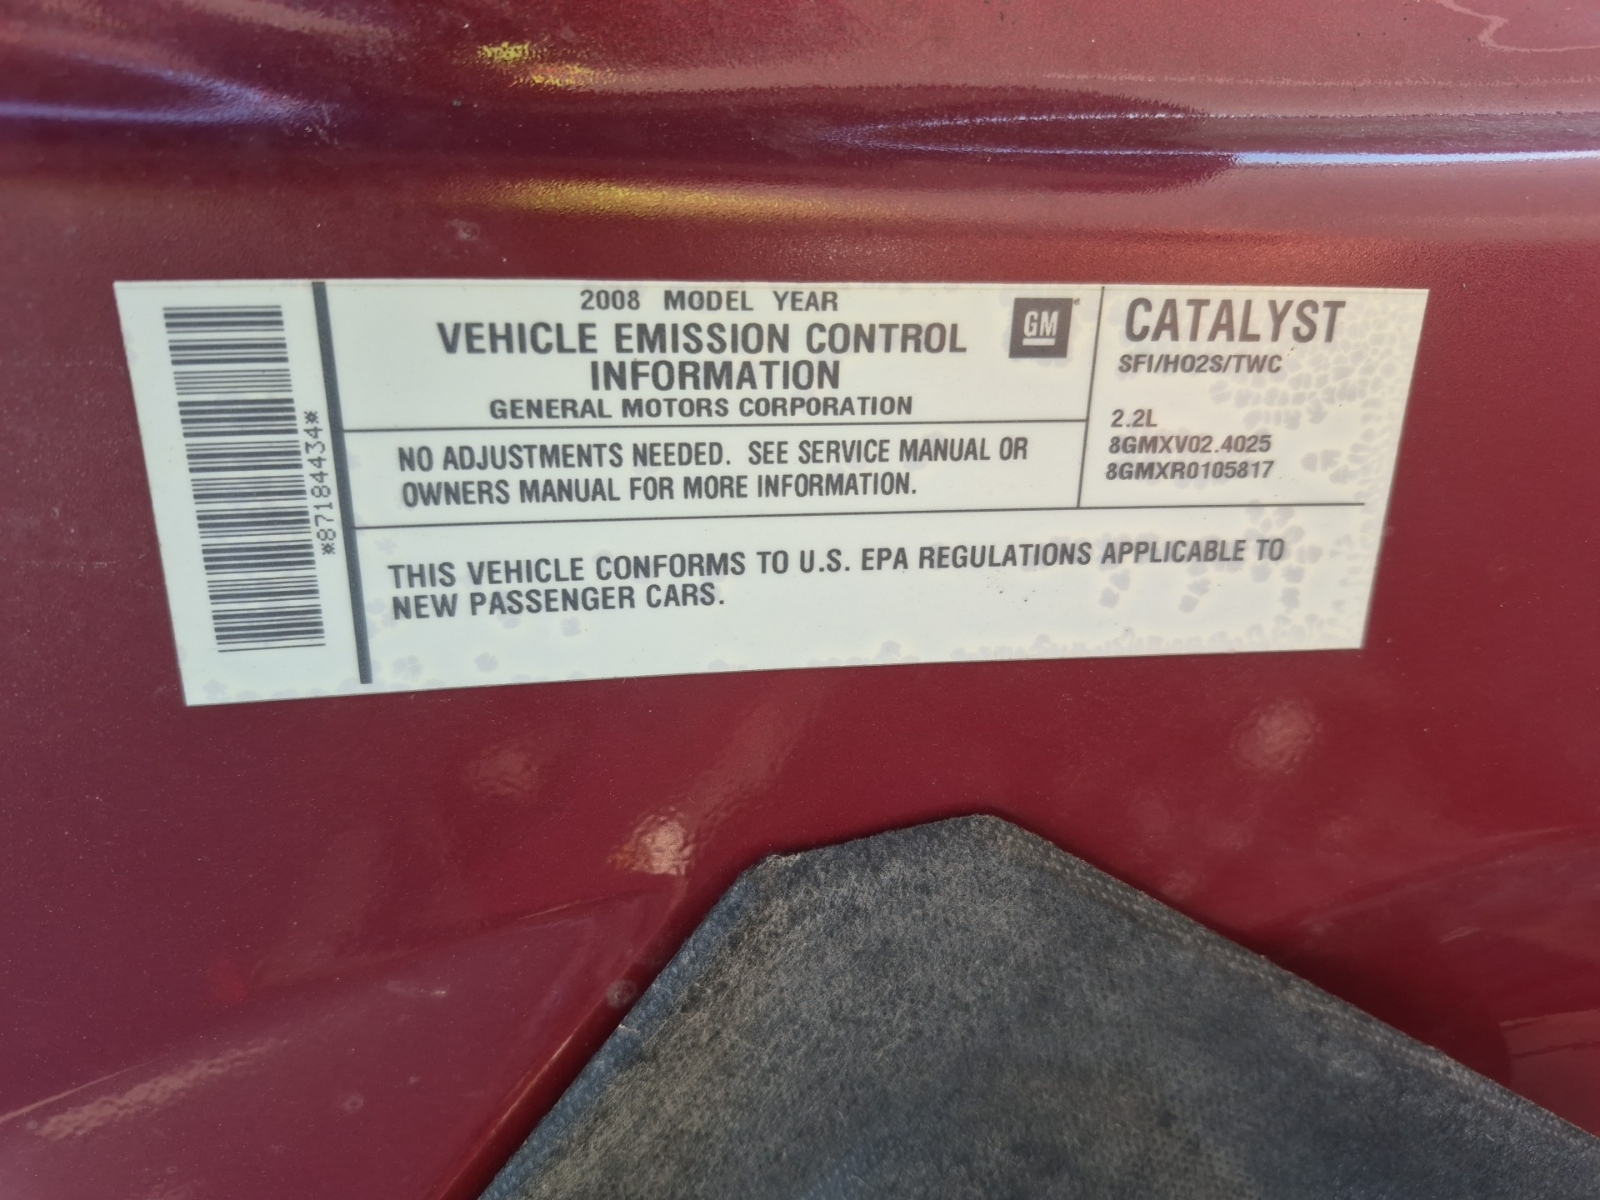 *87184434*
2008 MODEL YEAR
VEHICLE EMISSION CONTROL
INFORMATION
GENERAL MOTORS CORPORATION
GM
NO ADJUSTMENTS NEEDED. SEE SERVICE MANUAL OR
OWNERS MANUAL FOR MORE INFORMATION.
CATALYST
SFI/HO2S/TWC
2.2L
8GMXV02.4025
8GMXR0105817
THIS VEHICLE CONFORMS TO U.S. EPA REGULATIONS APPLICABLE TO
NEW PASSENGER CARS.